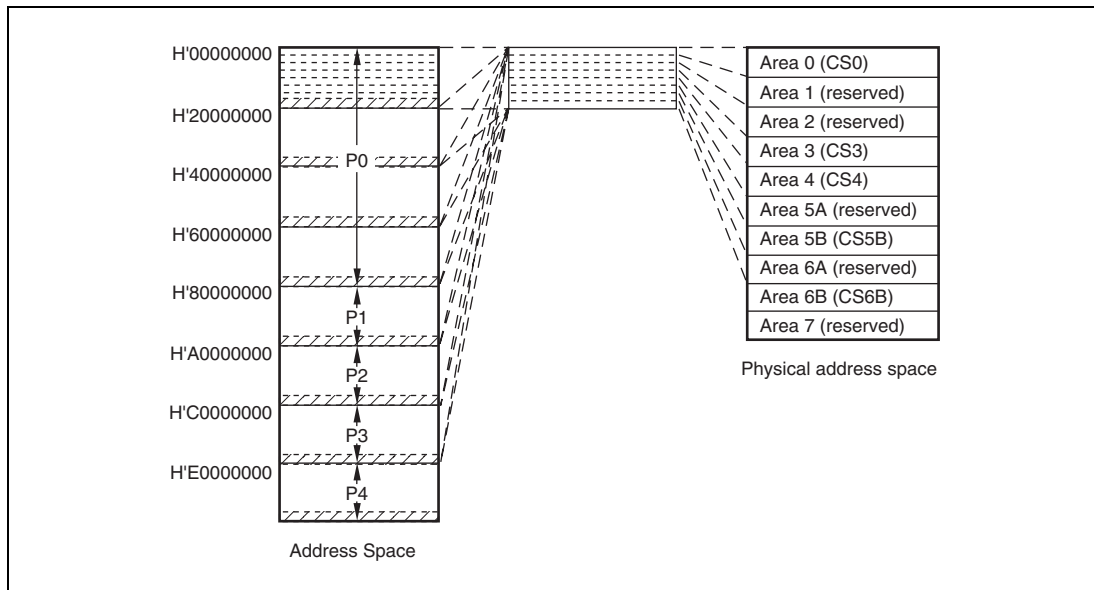 H'00000000
H'20000000
H'40000000
H'60000000
H'80000000
H'A0000000
H'C0000000
H'E0000000
P0
P1
P2
P3
P4
Address Space
Area 0 (CS0)
Area 1 (reserved)
Area 2 (reserved)
Area 3 (CS3)
Area 4 (CS4)
Area 5A (reserved)
Area 5B (CS5B)
Area 6A (reserved)
Area 6B (CS6B)
Area 7 (reserved)
Physical address space